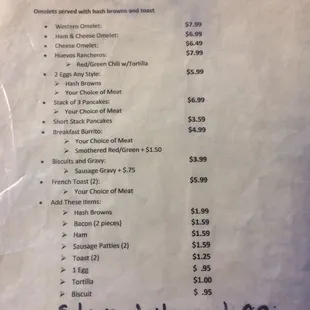 Omolets served with hash browns and toast
• Western Omelet: $7.99
• Ham & Cheese Omelet: $6.99
• Cheese Omelet: $6.49
• Huevos Rancheros: $7.99
➢ Red/Green Chili w/Tortilla
• 2 Eggs Any Style: $5.99
➢ Hash Browns
➢ Your Choice of Meat
• Stack of 3 Pancakes: $6.99
➢ Your Choice of Meat
• Short Stack Pancakes $3.59
• Breakfast Burrito: $4.99
➢ Your Choice of Meat
➢ Smothered Red/Green + $1.50
• Biscuits and Gravy: $3.99
➢ Sausage Gravy + $.75
• French Toast (2): $5.99
➢ Your Choice of Meat
• Add These Items:
➢ Hash Browns $1.99
➢ Bacon (2 pieces) $1.59
➢ Ham $1.59
➢ Sausage Patties (2) $1.59
➢ Toast (2) $1.25
➢ 1 Egg $ .95
➢ Tortilla $1.00
➢ Biscuit $ .95